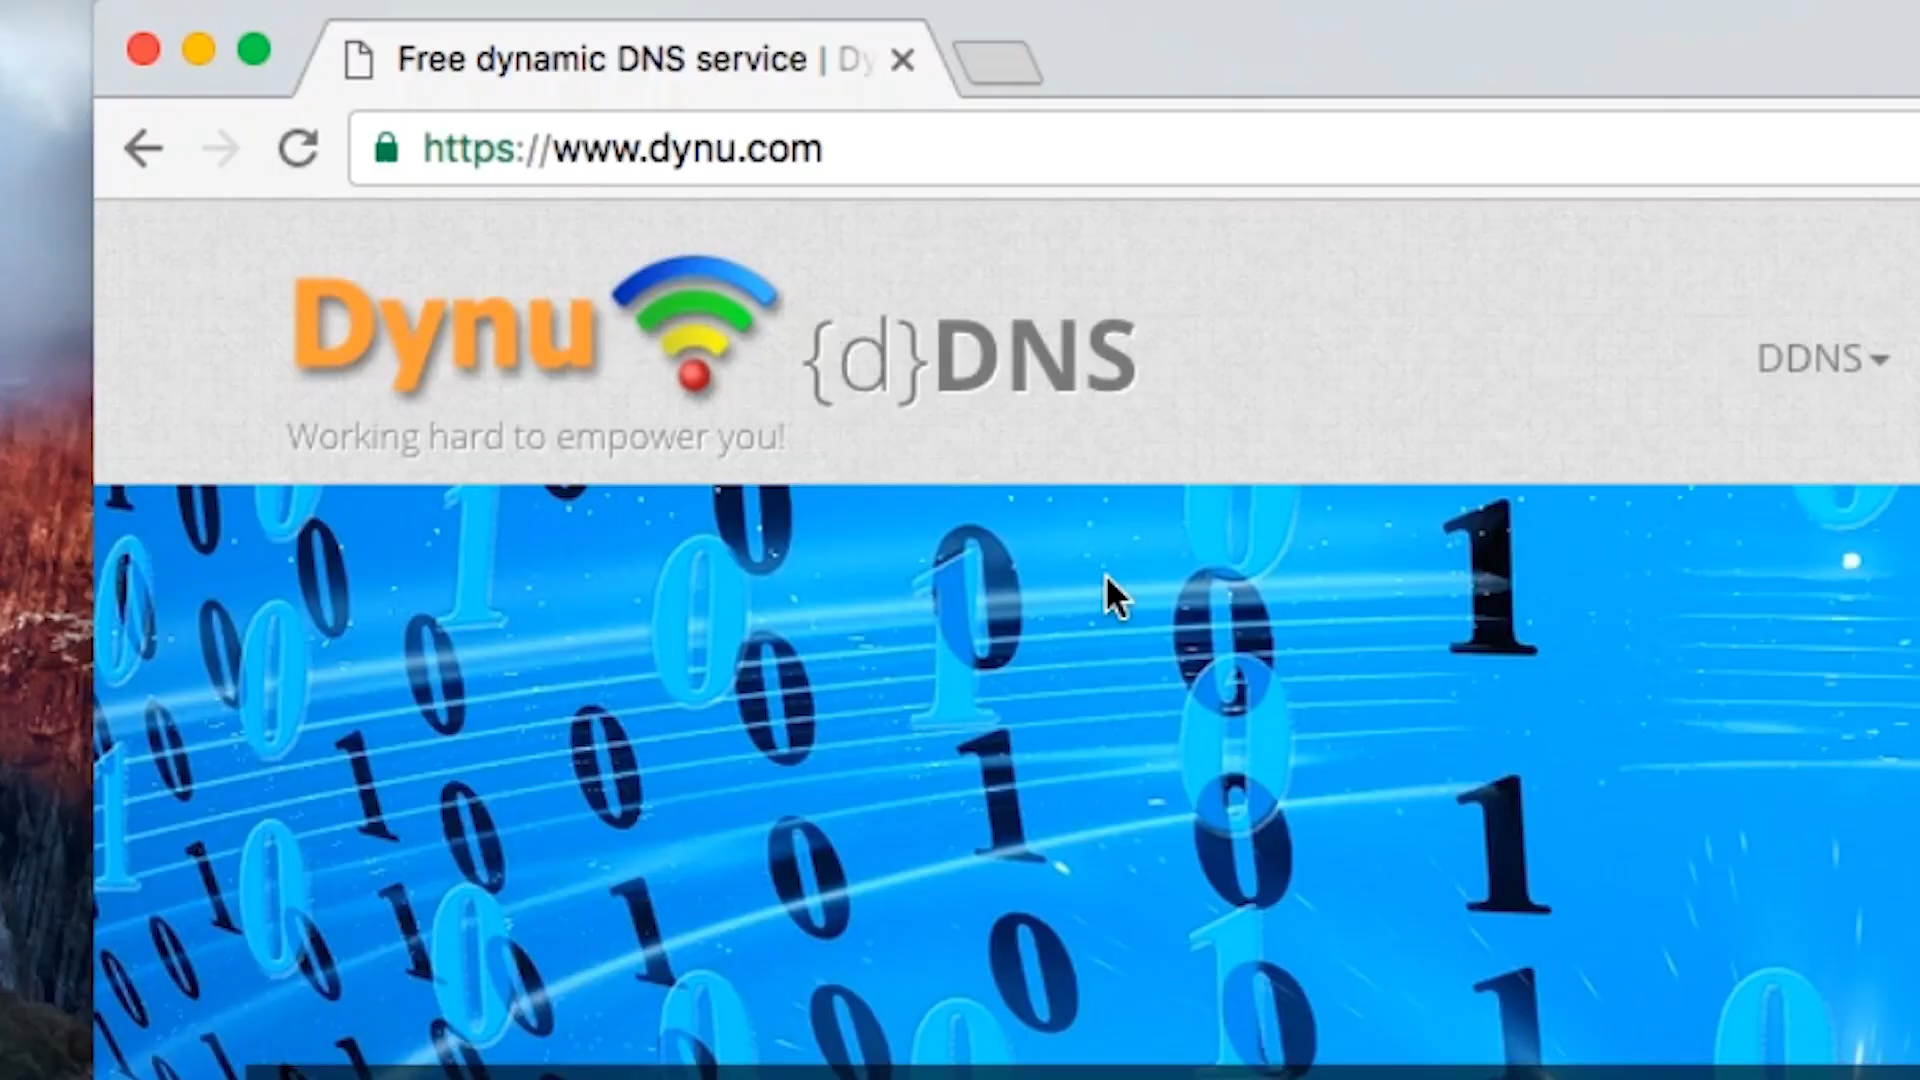 Free dynamic DNS service | Dy
https://www.dynu.com
Dynu {d}DNS
Working hard to empower you!
DDNS